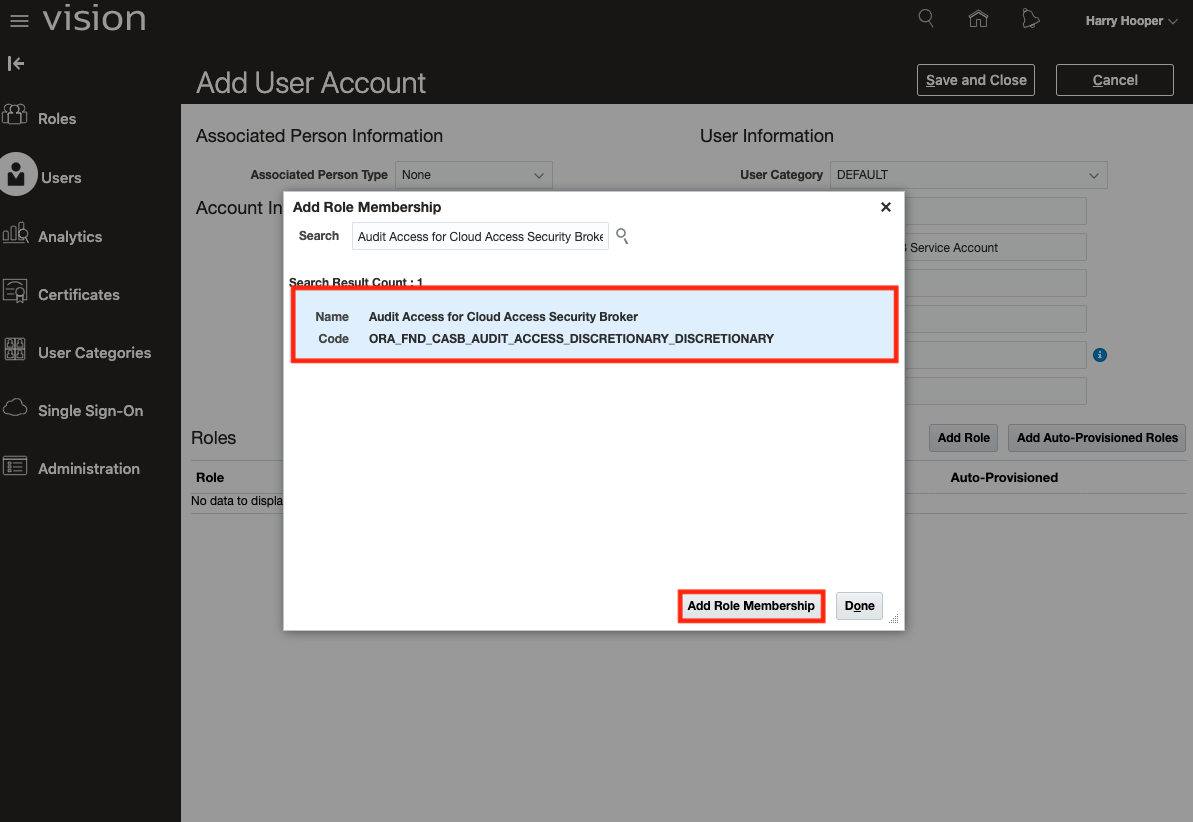 vision
Harry Hooper
Add User Account
Save and Close
Cancel
Roles
Users
Analytics
Certificates
User Categories
Single Sign-On
Administration
Associated Person Information
User Information
Associated Person Type
None
User Category
DEFAULT
Account In
Service Account
Add Role Membership
Search
Audit Access for Cloud Access Security Broke
Search Result Count : 1
Name
Audit Access for Cloud Access Security Broker
Code
ORA_FND_CASB_AUDIT_ACCESS_DISCRETIONARY_DISCRETIONARY
Add Role Membership
Done
Roles
Add Role
Add Auto-Provisioned Roles
Role
Auto-Provisioned
No data to displa